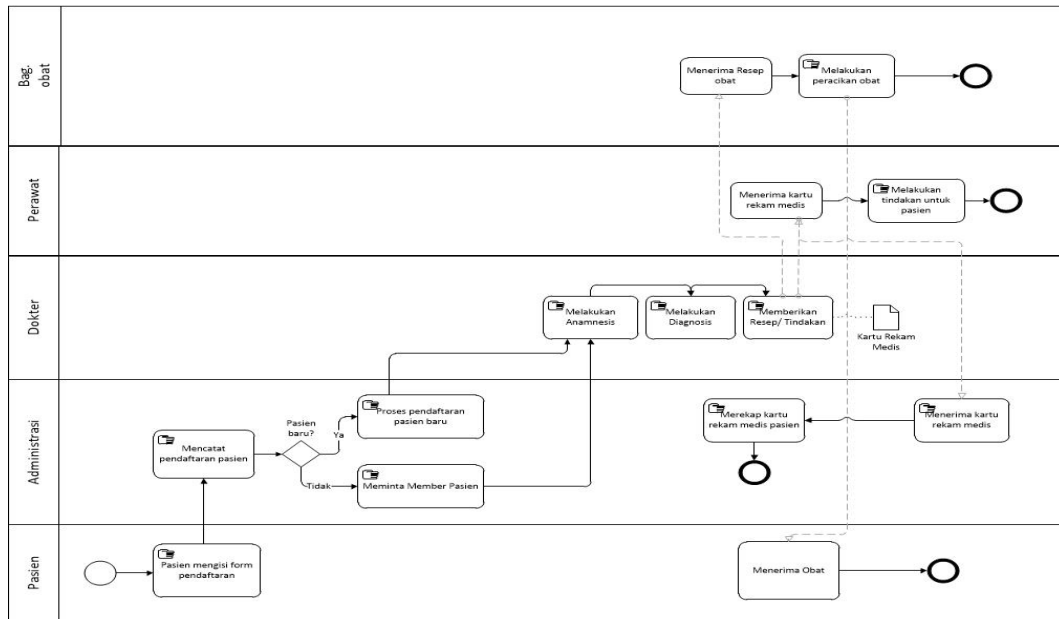 Bag.
obat
Menerima Resep
obat
Melakukan
peracikan obat
Perawat
Menerima kartu
rekam medis
Melakukan
tindakan untuk
pasien
Dokter
Melakukan
Anamnesis
Melakukan
Diagnosis
Memberikan
Resep/ Tindakan
Kartu Rekam
Medis
Administrasi
Mencatat
pendaftaran pasien
Pasien
baru?
Ya
Tidak
Proses pendaftaran
pasien baru
Meminta Member Pasien
Merekap kartu
rekam medis pasien
Menerima kartu
rekam medis
Pasien
Pasien mengisi form
pendaftaran
Menerima Obat